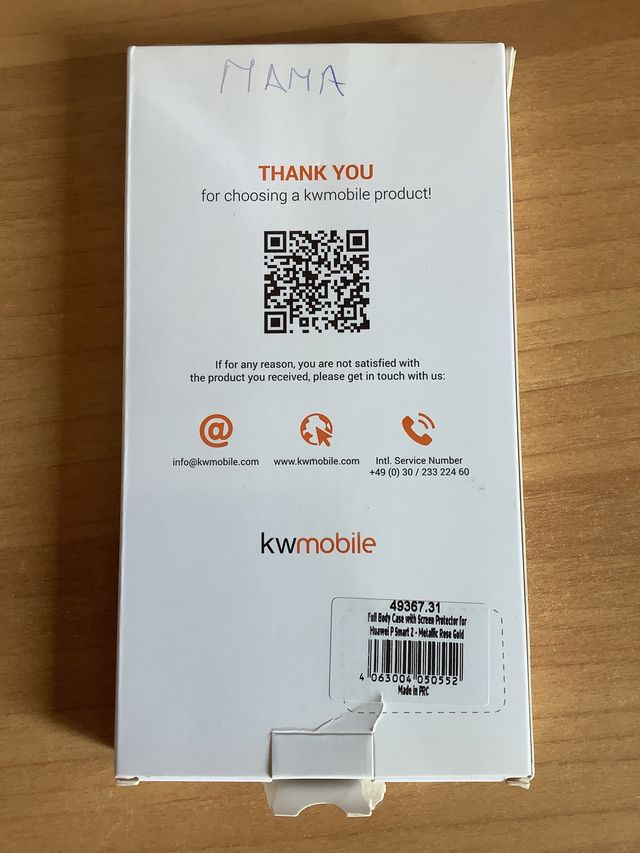 MAMA
THANK YOU
for choosing a kwmobile product!
If for any reason, you are not satisfied with
the product you received, please get in touch with us:
@
info@kwmobile.com www.kwmobile.com Intl. Service Number
+49 (0) 30 / 233 224 60
kwmobile
49367.31
Full Body Case with Screen Protector for
Huawei P Smart Z - Metallic Rose Gold
4 063004 050552
Made in PRC